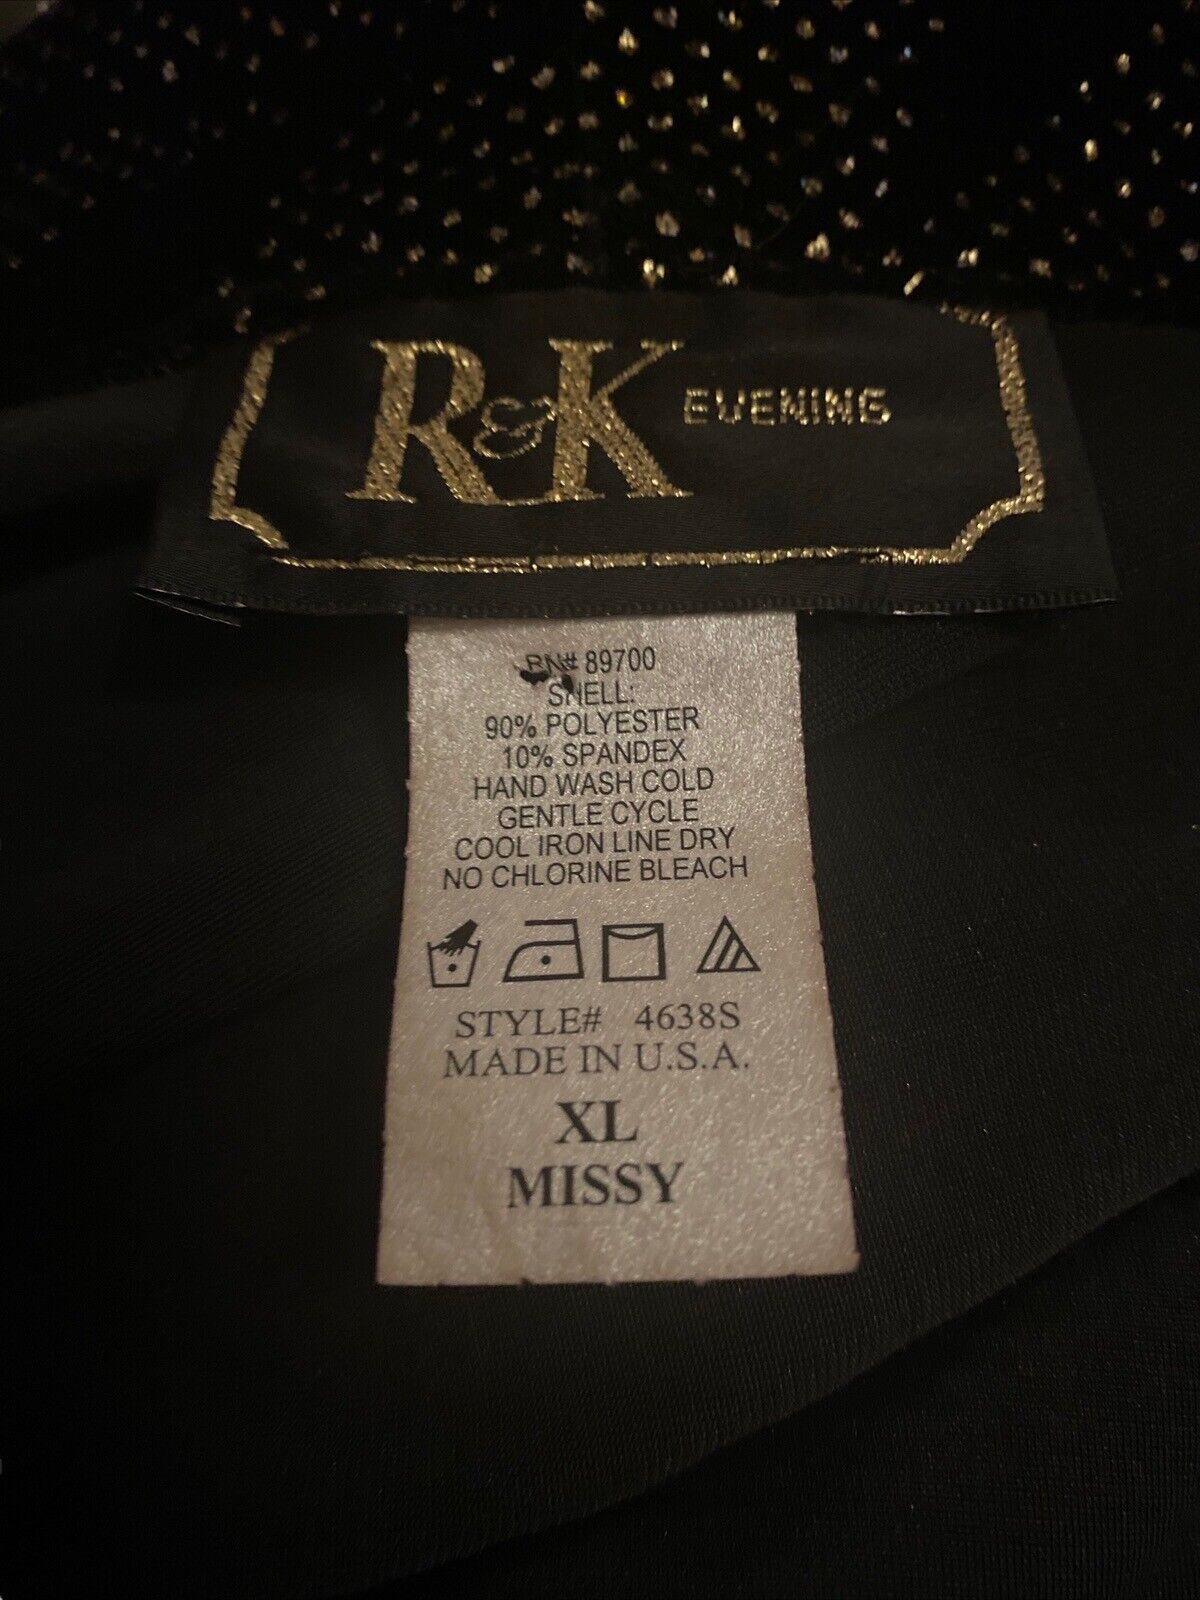 R&K EVENING
RN# 89700
SHELL:
90% POLYESTER
10% SPANDEX
HAND WASH COLD
GENTLE CYCLE
COOL IRON LINE DRY
NO CHLORINE BLEACH
STYLE# 4638S
MADE IN U.S.A.
XL
MISSY